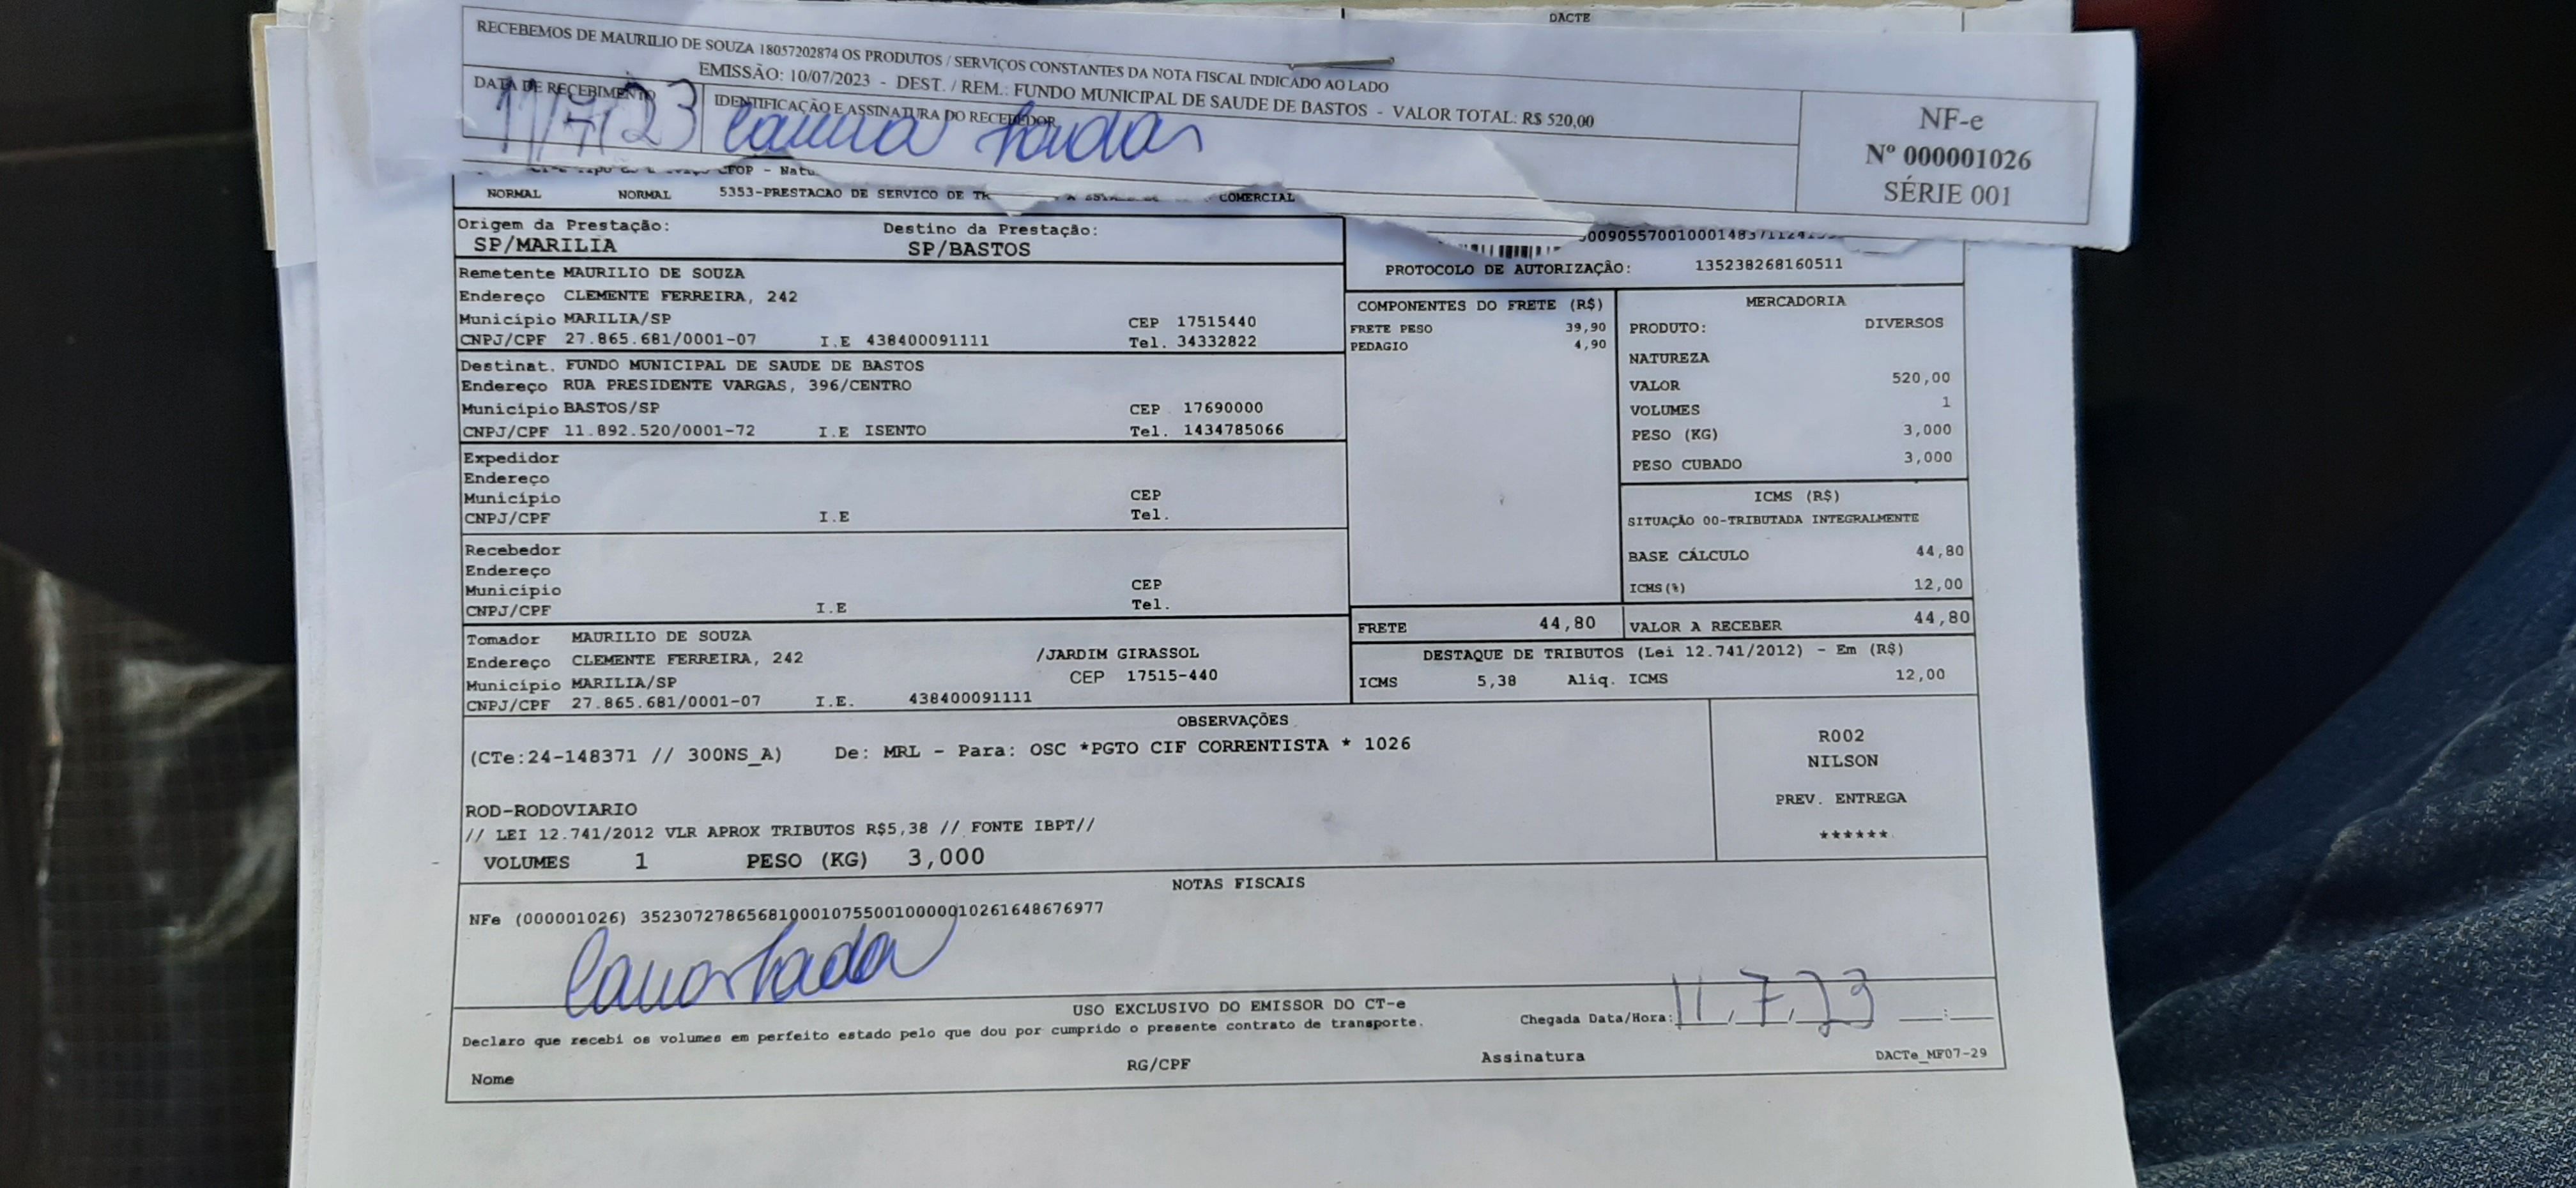 DACTE
RECEBEMOS DE MAURILIO DE SOUZA 18057202874 OS PRODUTOS / SERVIÇOS CONSTANTES DA NOTA FISCAL INDICADO AO LADO
EMISSÃO: 10/07/2023 - DEST. / REM.: FUNDO MUNICIPAL DE SAUDE DE BASTOS - VALOR TOTAL: R$ 520,00
DATA DE RECEBIMENTO
11/7/23
IDENTIFICAÇÃO E ASSINATURA DO RECEBEDOR
NF-e
Nº 000001026
SÉRIE 001
CFOP - Natu
NORMAL NORMAL 5353-PRESTACAO DE SERVICO DE TR COMERCIAL
Origem da Prestação: Destino da Prestação:
SP/MARILIA SP/BASTOS
PROTOCOLO DE AUTORIZAÇÃO: 135238268160511
Remetente MAURILIO DE SOUZA
Endereço CLEMENTE FERREIRA, 242
Município MARILIA/SP CEP 17515440
CNPJ/CPF 27.865.681/0001-07 I.E 438400091111 Tel. 34332822
Destinat. FUNDO MUNICIPAL DE SAUDE DE BASTOS
Endereço RUA PRESIDENTE VARGAS, 396/CENTRO
Município BASTOS/SP CEP 17690000
CNPJ/CPF 11.892.520/0001-72 I.E ISENTO Tel. 1434785066
Expedidor
Endereço
Município CEP
CNPJ/CPF I.E Tel.
Recebedor
Endereço
Município CEP
CNPJ/CPF I.E Tel.
Tomador MAURILIO DE SOUZA
Endereço CLEMENTE FERREIRA, 242 /JARDIM GIRASSOL
Município MARILIA/SP CEP 17515-440
CNPJ/CPF 27.865.681/0001-07 I.E. 438400091111
COMPONENTES DO FRETE (R$)
FRETE PESO 39,90
PEDAGIO 4,90
MERCADORIA
PRODUTO: DIVERSOS
NATUREZA
VALOR 520,00
VOLUMES 1
PESO (KG) 3,000
PESO CUBADO 3,000
ICMS (R$)
SITUAÇÃO 00-TRIBUTADA INTEGRALMENTE
BASE CÁLCULO 44,80
ICMS(%) 12,00
FRETE 44,80 VALOR A RECEBER 44,80
DESTAQUE DE TRIBUTOS (Lei 12.741/2012) - Em (R$)
ICMS 5,38 Aliq. ICMS 12,00
OBSERVAÇÕES
(CTe:24-148371 // 300NS_A) De: MRL - Para: OSC *PGTO CIF CORRENTISTA * 1026
ROD-RODOVIARIO
// LEI 12.741/2012 VLR APROX TRIBUTOS R$5,38 // FONTE IBPT//
VOLUMES 1 PESO (KG) 3,000
R002
NILSON
PREV. ENTREGA
******
NOTAS FISCAIS
NFe (000001026) 35230727865681000107550010000010261648676977
USO EXCLUSIVO DO EMISSOR DO CT-e
Declaro que recebi os volumes em perfeito estado pelo que dou por cumprido o presente contrato de transporte.
Chegada Data/Hora: 11/7/23 __:__
Nome RG/CPF Assinatura DACTe_MF07-29